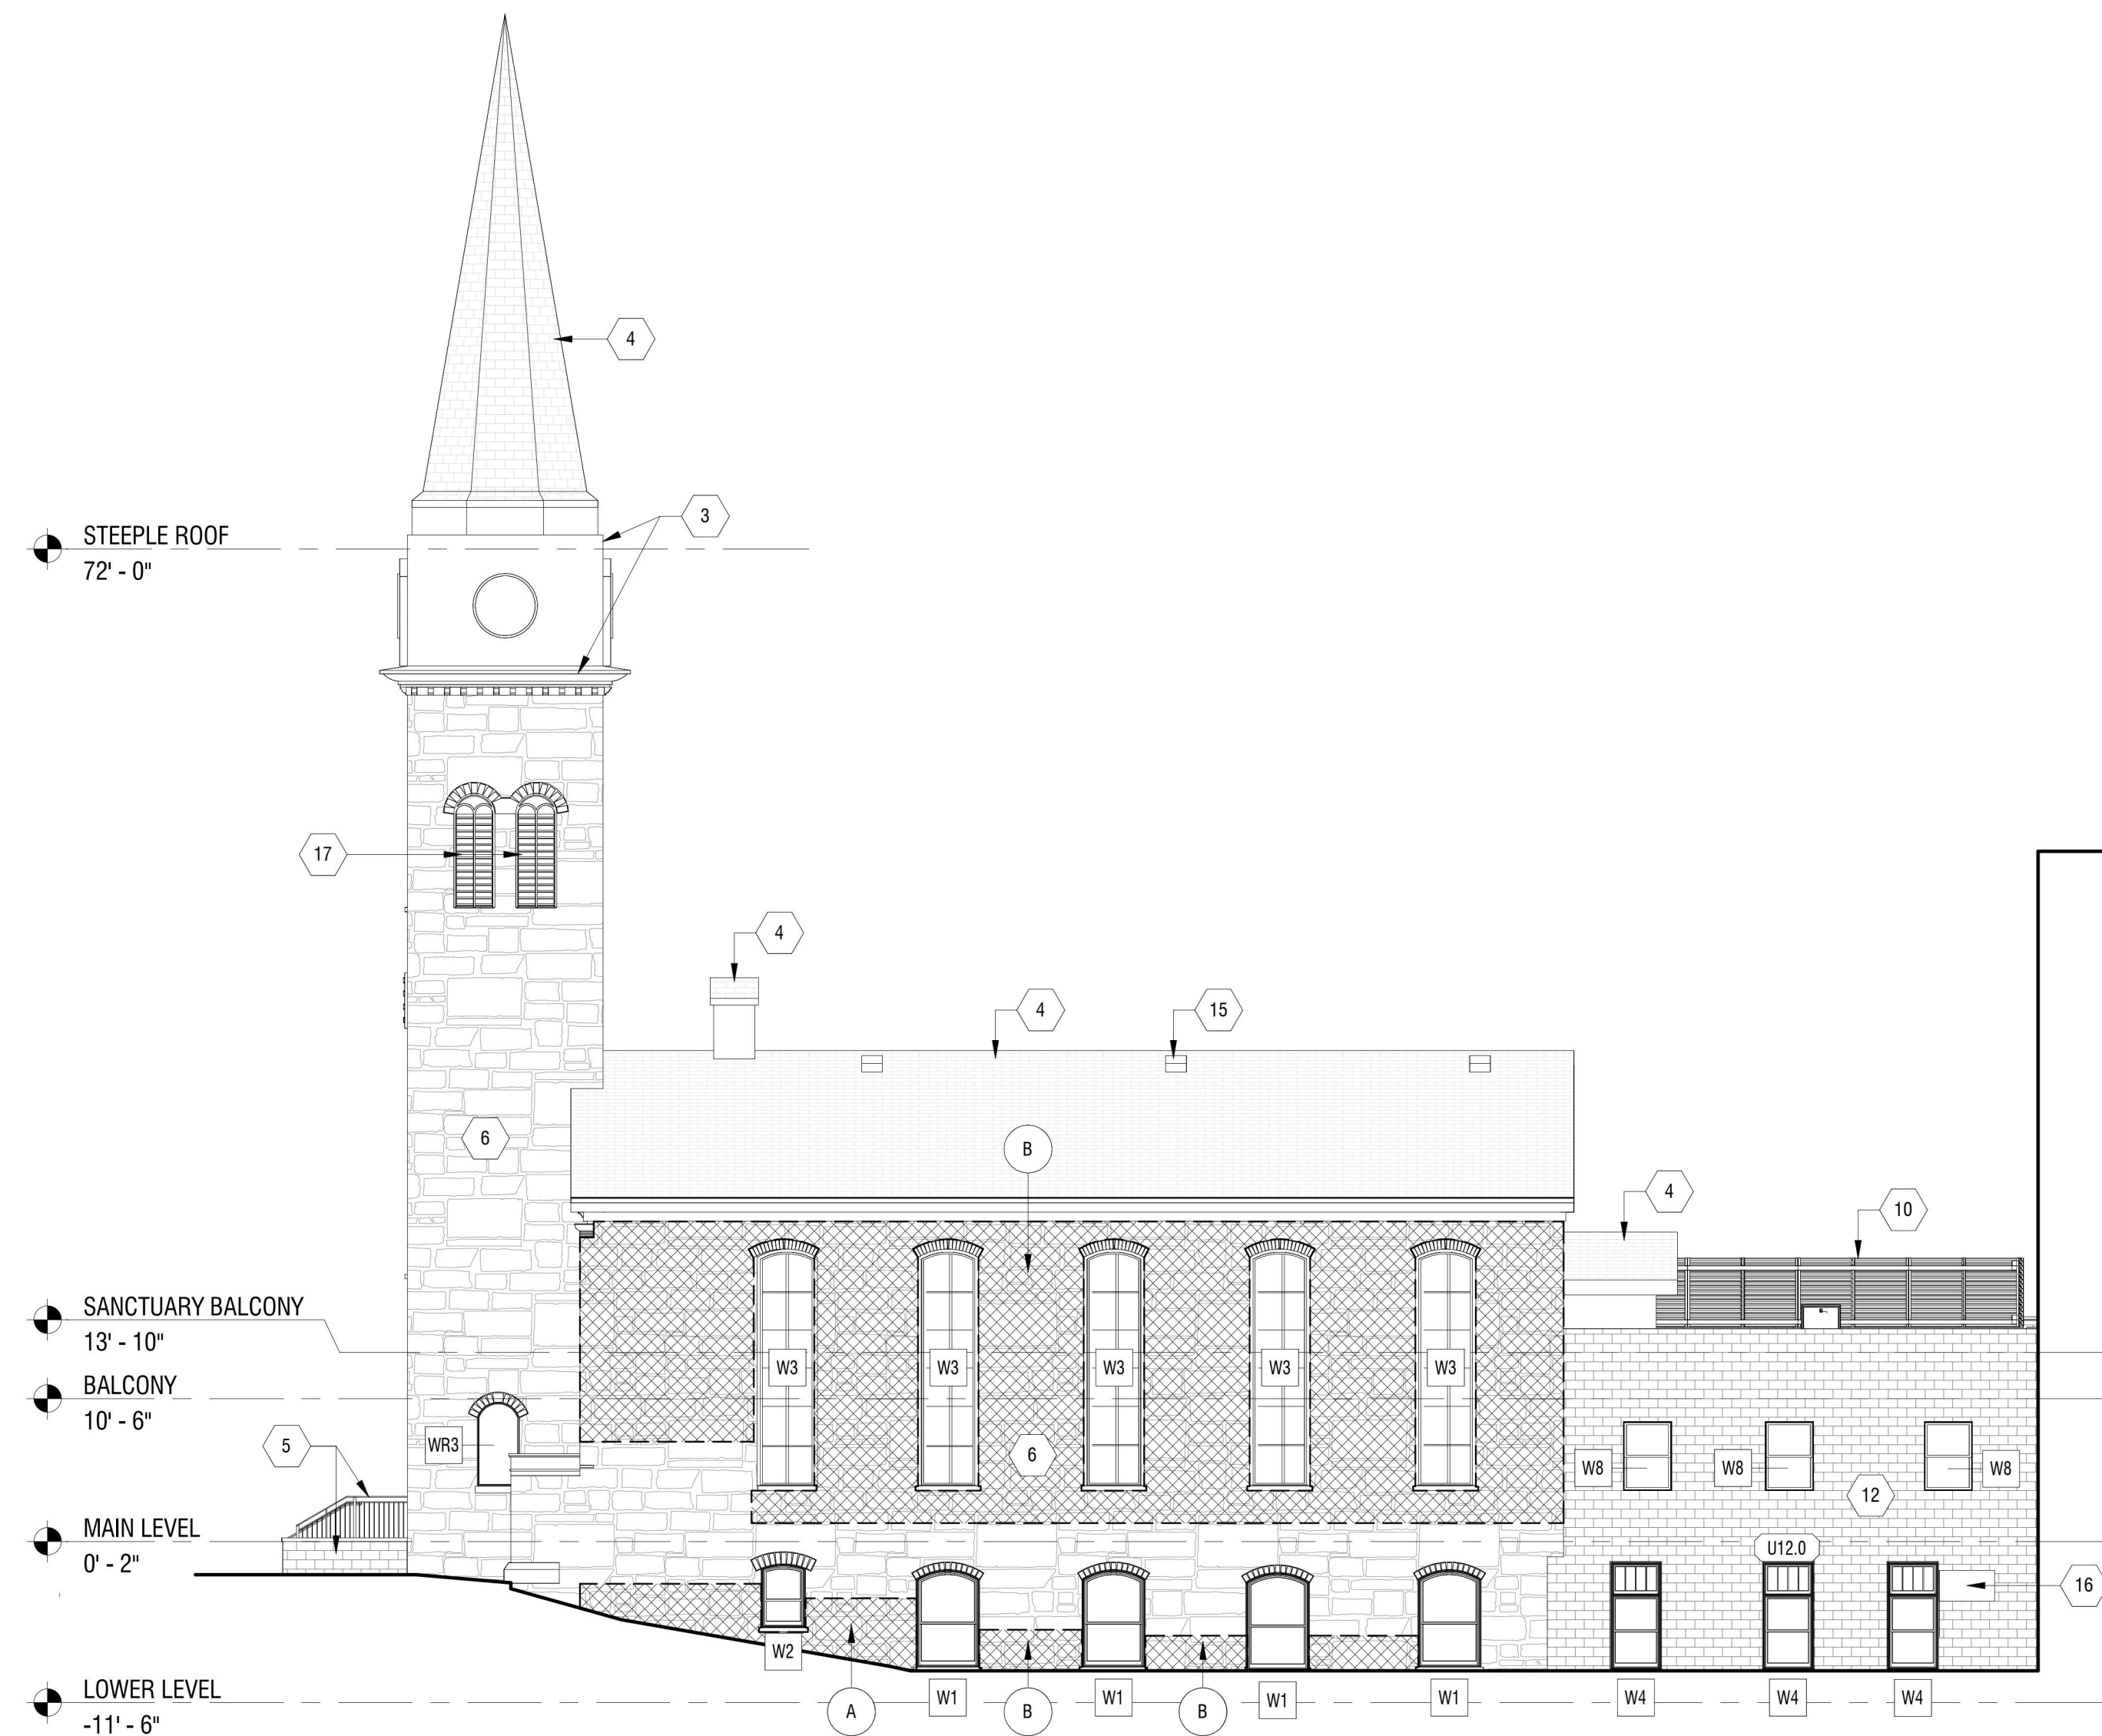 4
3
STEEPLE ROOF
72' - 0"
17
4
4
15
6
B
4
10
SANCTUARY BALCONY
13' - 10"
W3
W3
W3
W3
W3
BALCONY
10' - 6"
5
WR3
6
W8
W8
W8
12
MAIN LEVEL
0' - 2"
U12.0
16
W2
LOWER LEVEL
-11' - 6"
A
W1
B
W1
B
W1
W1
W4
W4
W4